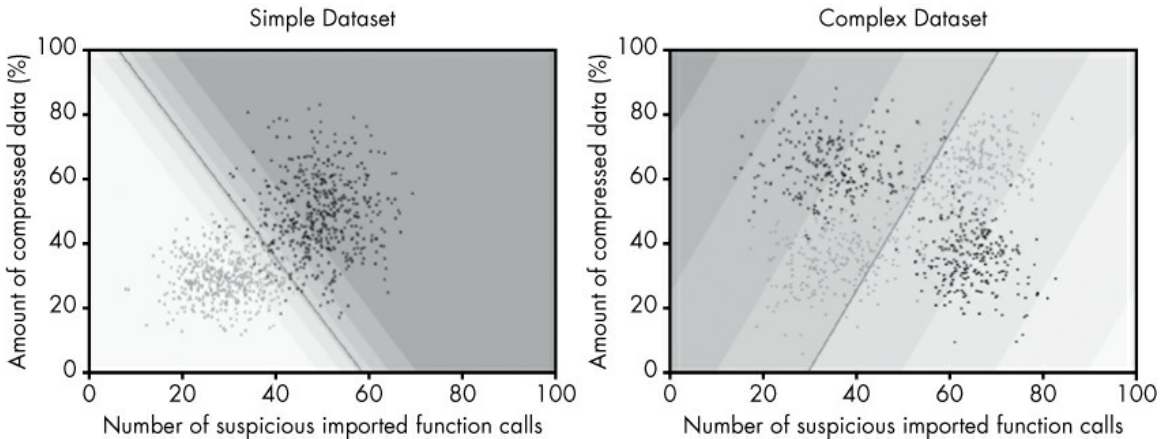 Simple Dataset
Amount of compressed data (%)
100
80
60
40
20
0
0 20 40 60 80 100
Number of suspicious imported function calls
Complex Dataset
Amount of compressed data (%)
100
80
60
40
20
0
0 20 40 60 80 100
Number of suspicious imported function calls